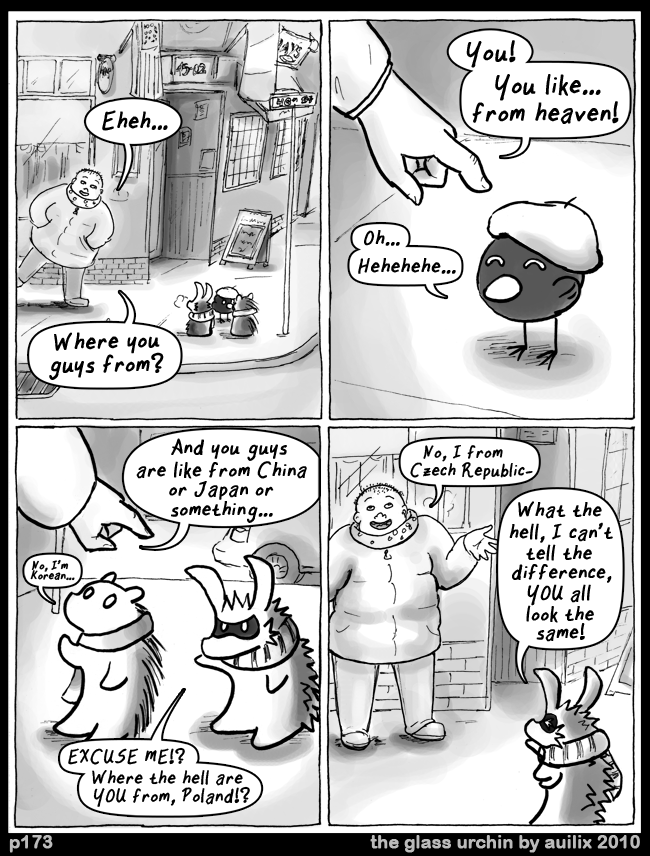 Eheh...
Where you
guys from?
You!
You like...
from heaven!
Oh...
Hehehehe...
And you guys
are like from China
or Japan or
something...
No, I'm
Korean...
EXCUSE ME!?
Where the hell are
YOU from, Poland!?
No, I from
Czech Republic-
What the
hell, I can't
tell the
difference,
YOU all
look the
same!
p173
the glass urchin by auilix 2010